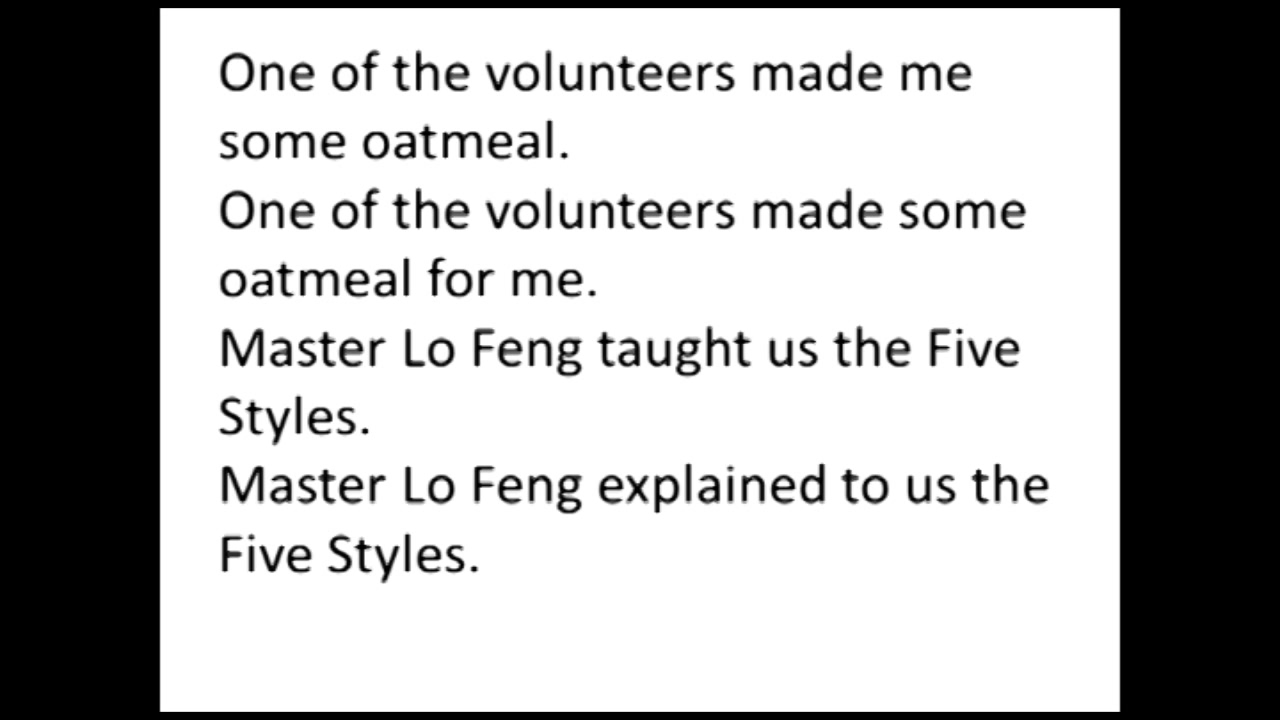 One of the volunteers made me
some oatmeal.
One of the volunteers made some
oatmeal for me.
Master Lo Feng taught us the Five
Styles.
Master Lo Feng explained to us the
Five Styles.